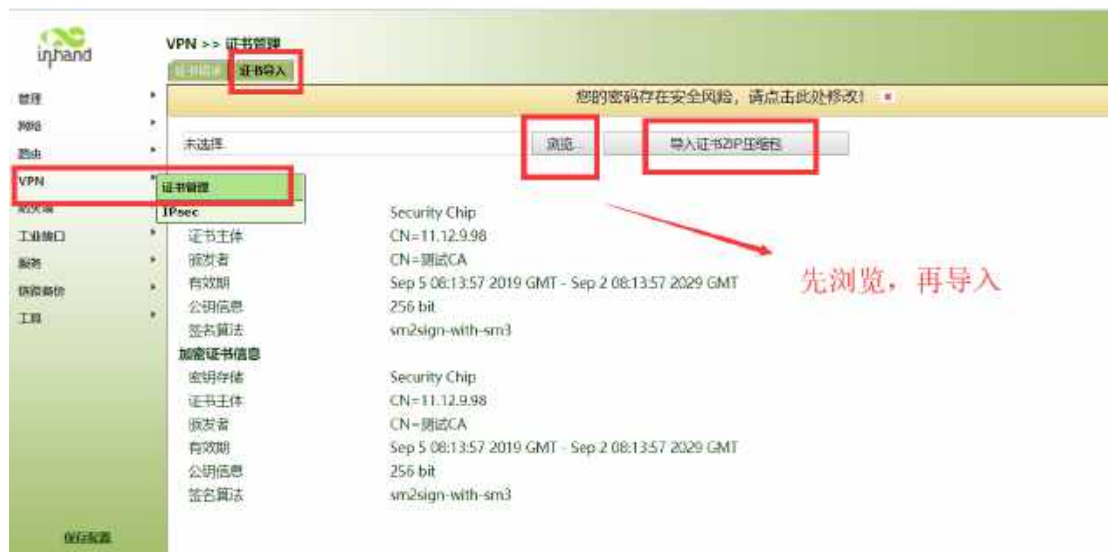 inhand
VPN >> 证书管理
证书申请 证书导入
您的密码存在安全风险，请点击此处修改！
未选择 浏览 导入证书ZIP压缩包
管理
网络
路由
VPN
证书管理
防火墙
IPsec
Security Chip
工业接口
证书主体 CN=11.12.9.98
服务
颁发者 CN=测试CA
有效期 Sep 5 08:13:57 2019 GMT - Sep 2 08:13:57 2029 GMT
先浏览，再导入
链路备份
公钥信息 256 bit
工具
签名算法 sm2sign-with-sm3
加密证书信息
密钥存储 Security Chip
证书主体 CN=11.12.9.98
颁发者 CN=测试CA
有效期 Sep 5 08:13:57 2019 GMT - Sep 2 08:13:57 2029 GMT
公钥信息 256 bit
签名算法 sm2sign-with-sm3
保存配置